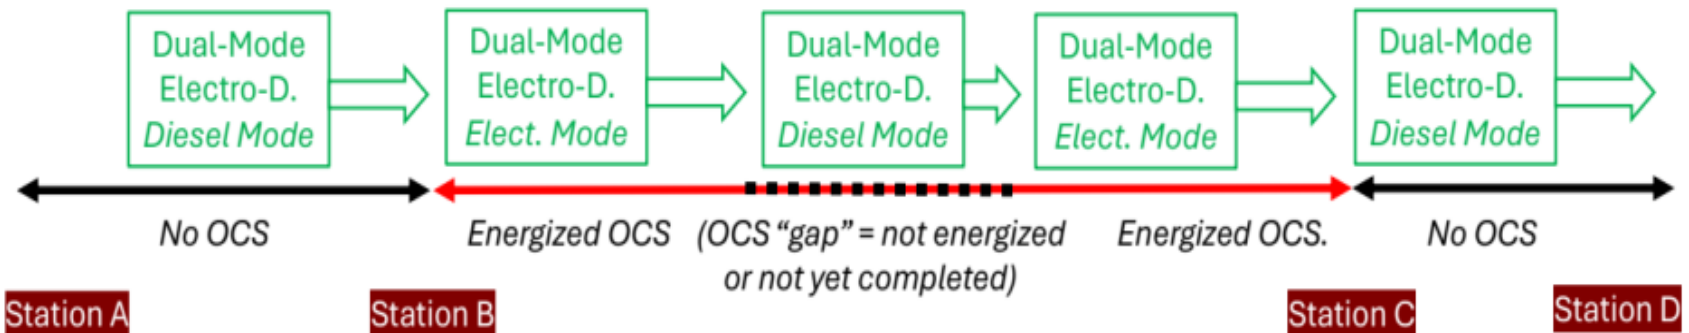 Dual-Mode
Electro-D.
Diesel Mode
Dual-Mode
Electro-D.
Elect. Mode
Dual-Mode
Electro-D.
Diesel Mode
Dual-Mode
Electro-D.
Elect. Mode
Dual-Mode
Electro-D.
Diesel Mode
No OCS
Energized OCS
(OCS “gap” = not energized
or not yet completed)
Energized OCS.
No OCS
Station A
Station B
Station C
Station D